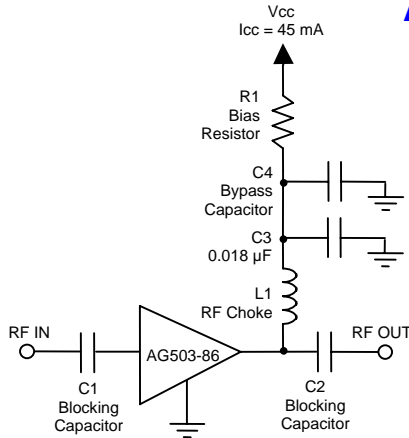 Vcc
Icc = 45 mA
R1
Bias
Resistor
C4
Bypass
Capacitor
C3
0.018 µF
L1
RF Choke
RF IN
AG503-86
RF OUT
C1
Blocking
Capacitor
C2
Blocking
Capacitor